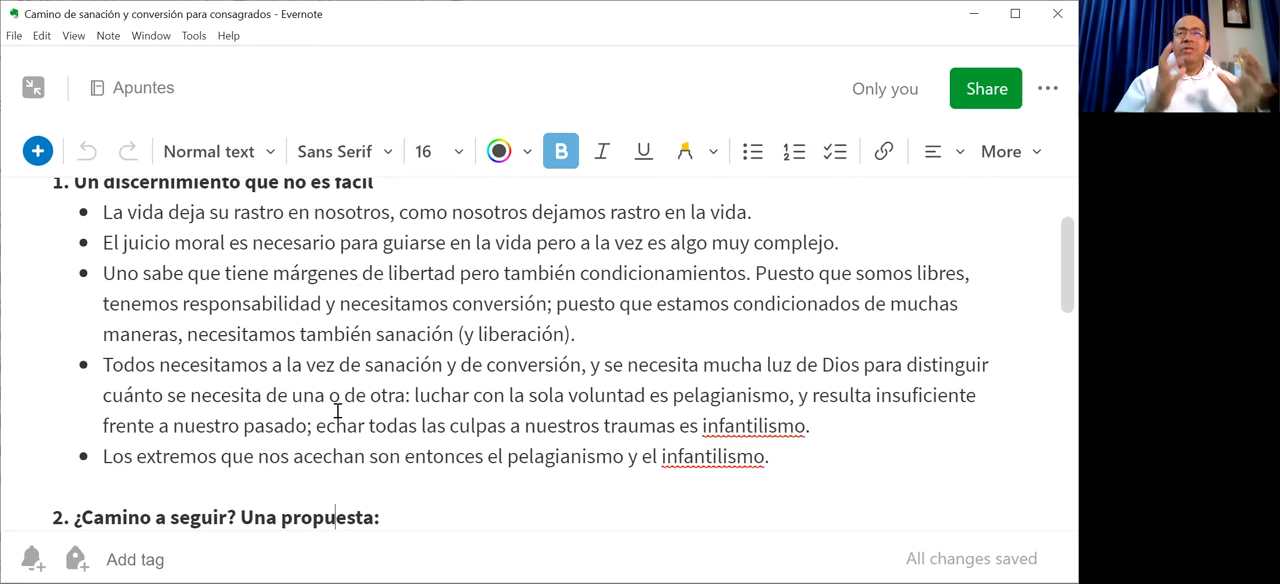 Camino de sanación y conversión para consagrados - Evernote
File Edit View Note Window Tools Help
Apuntes
Only you
Share
Normal text
Sans Serif
16
B
I
U
More
1. Un discernimiento que no es fácil
La vida deja su rastro en nosotros, como nosotros dejamos rastro en la vida.
El juicio moral es necesario para guiarse en la vida pero a la vez es algo muy complejo.
Uno sabe que tiene márgenes de libertad pero también condicionamientos. Puesto que somos libres,
tenemos responsabilidad y necesitamos conversión; puesto que estamos condicionados de muchas
maneras, necesitamos también sanación (y liberación).
Todos necesitamos a la vez de sanación y de conversión, y se necesita mucha luz de Dios para distinguir
cuánto se necesita de una o de otra: luchar con la sola voluntad es pelagianismo, y resulta insuficiente
frente a nuestro pasado; echar todas las culpas a nuestros traumas es infantilismo.
Los extremos que nos acechan son entonces el pelagianismo y el infantilismo.
2. ¿Camino a seguir? Una propuesta:
Add tag
All changes saved